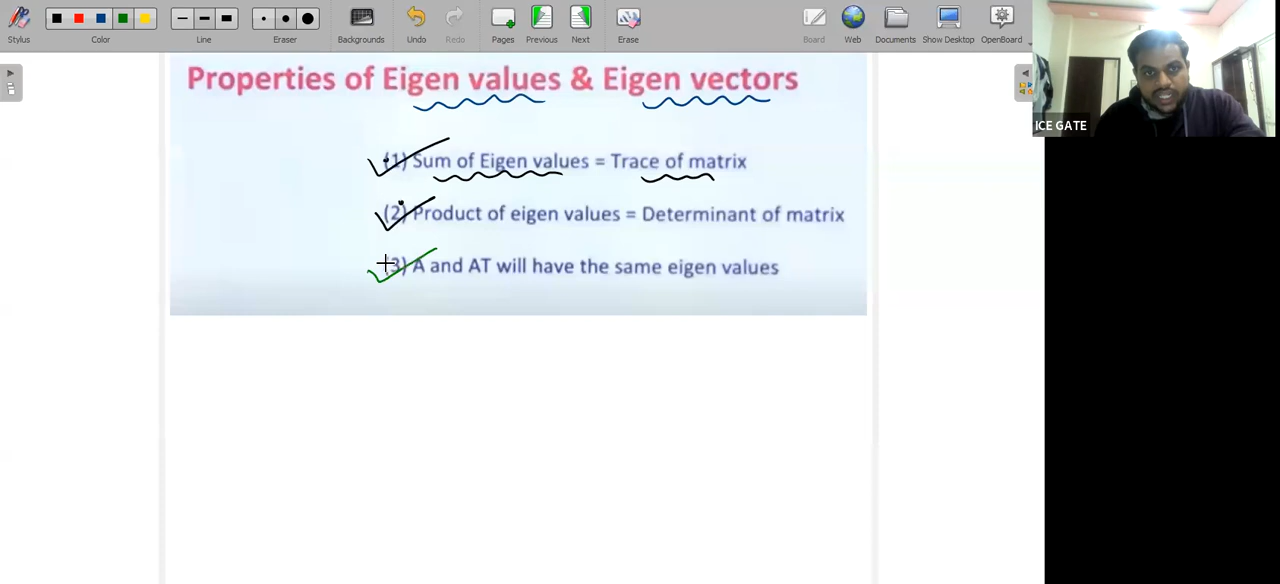 Stylus
Color
Line
Eraser
Backgrounds
Undo
Redo
Pages
Previous
Next
Erase
Board
Web
Documents
Show Desktop
OpenBoard
ICE GATE
Properties of Eigen values & Eigen vectors
(1) Sum of Eigen values = Trace of matrix
(2) Product of eigen values = Determinant of matrix
(3) A and AT will have the same eigen values